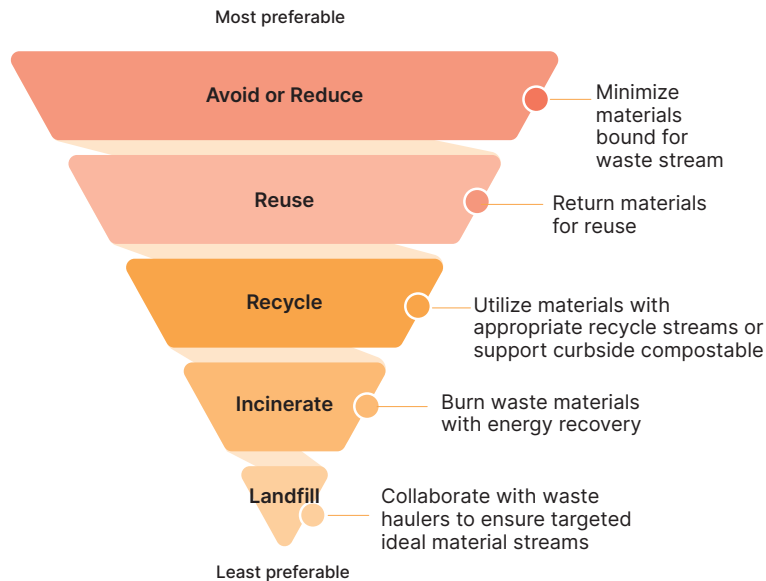 Most preferable
Avoid or Reduce
Minimize
materials
bound for
waste stream
Reuse
Return materials
for reuse
Recycle
Utilize materials with
appropriate recycle streams or
support curbside compostable
Incinerate
Burn waste materials
with energy recovery
Landfill
Collaborate with waste
haulers to ensure targeted
ideal material streams
Least preferable